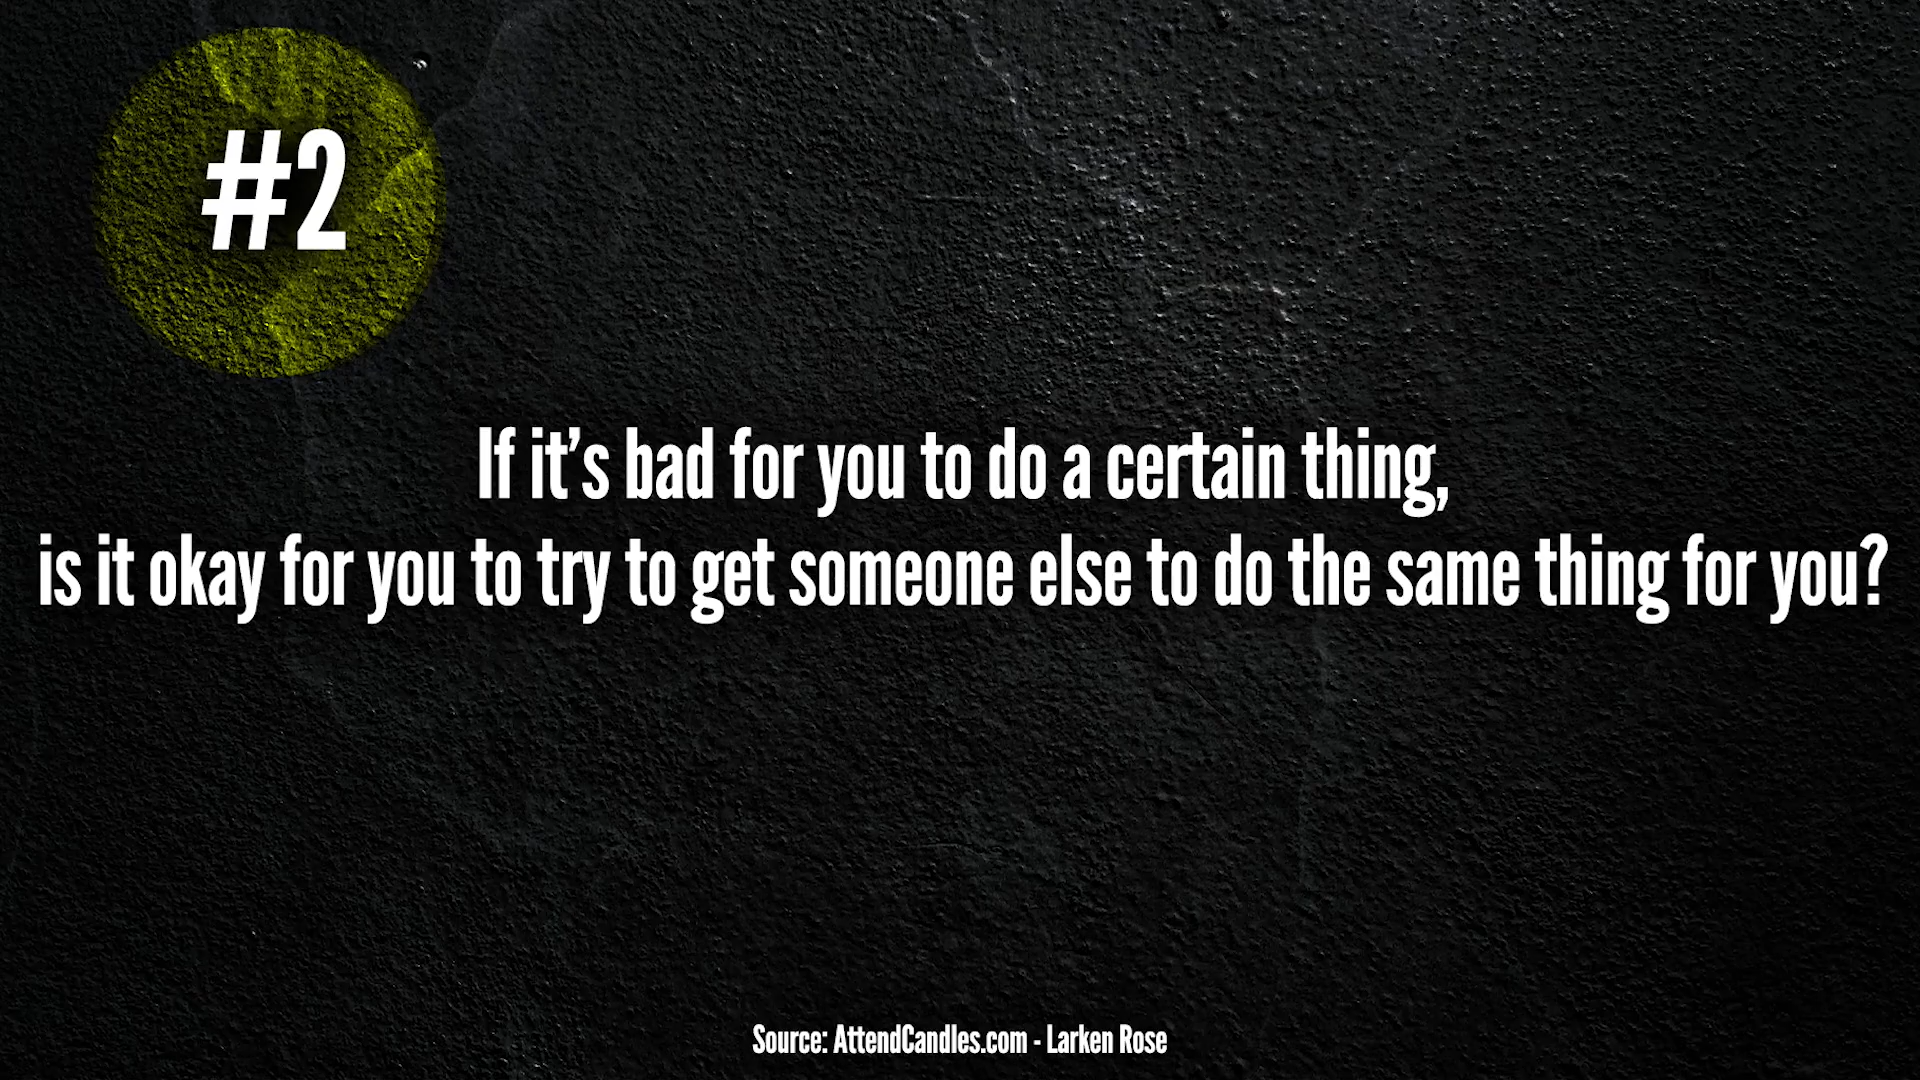 #2
If it’s bad for you to do a certain thing,
is it okay for you to try to get someone else to do the same thing for you?
Source: AttendCandles.com - Larken Rose